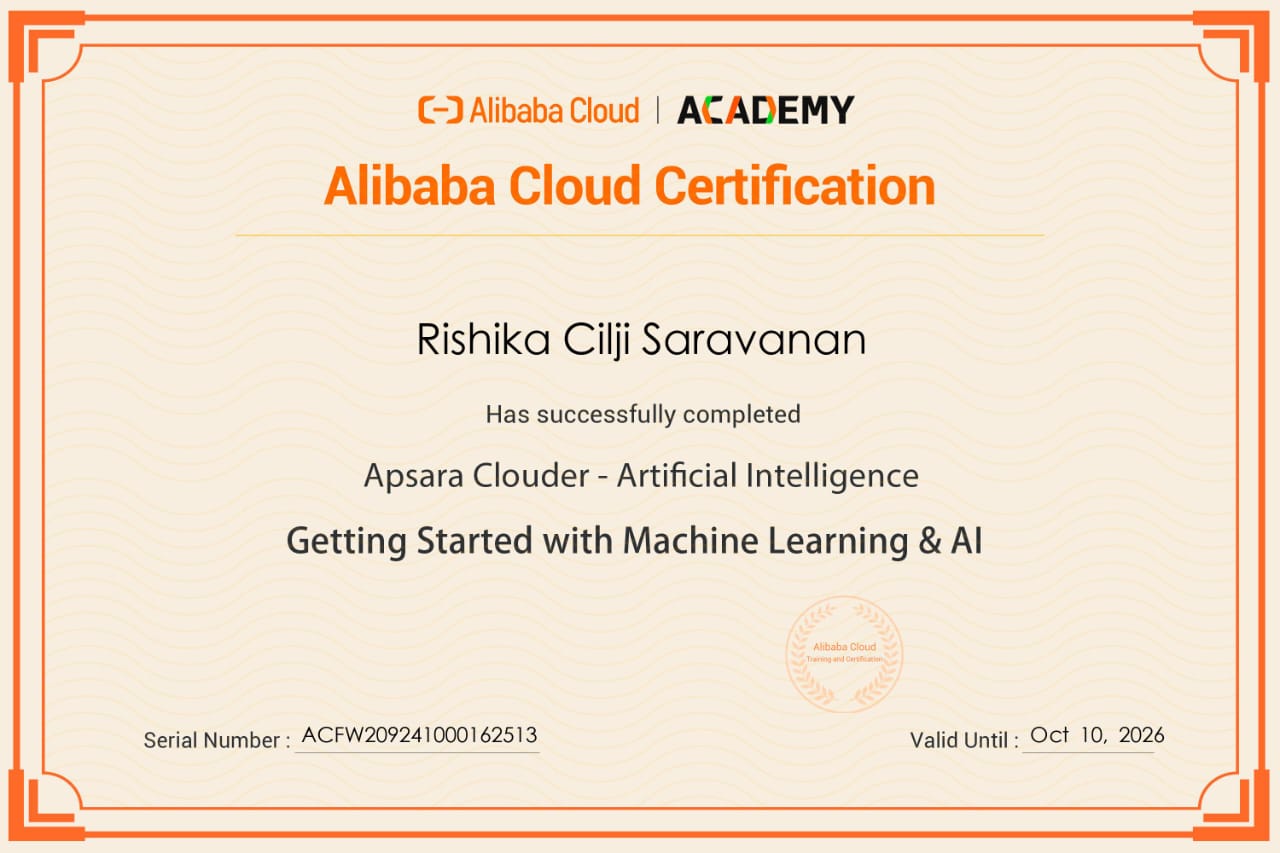 Alibaba Cloud | ACADEMY
Alibaba Cloud Certification
Rishika Cilji Saravanan
Has successfully completed
Apsara Clouder - Artificial Intelligence
Getting Started with Machine Learning & AI
Alibaba Cloud
Training and Certification
Serial Number : ACFW209241000162513
Valid Until : Oct 10, 2026